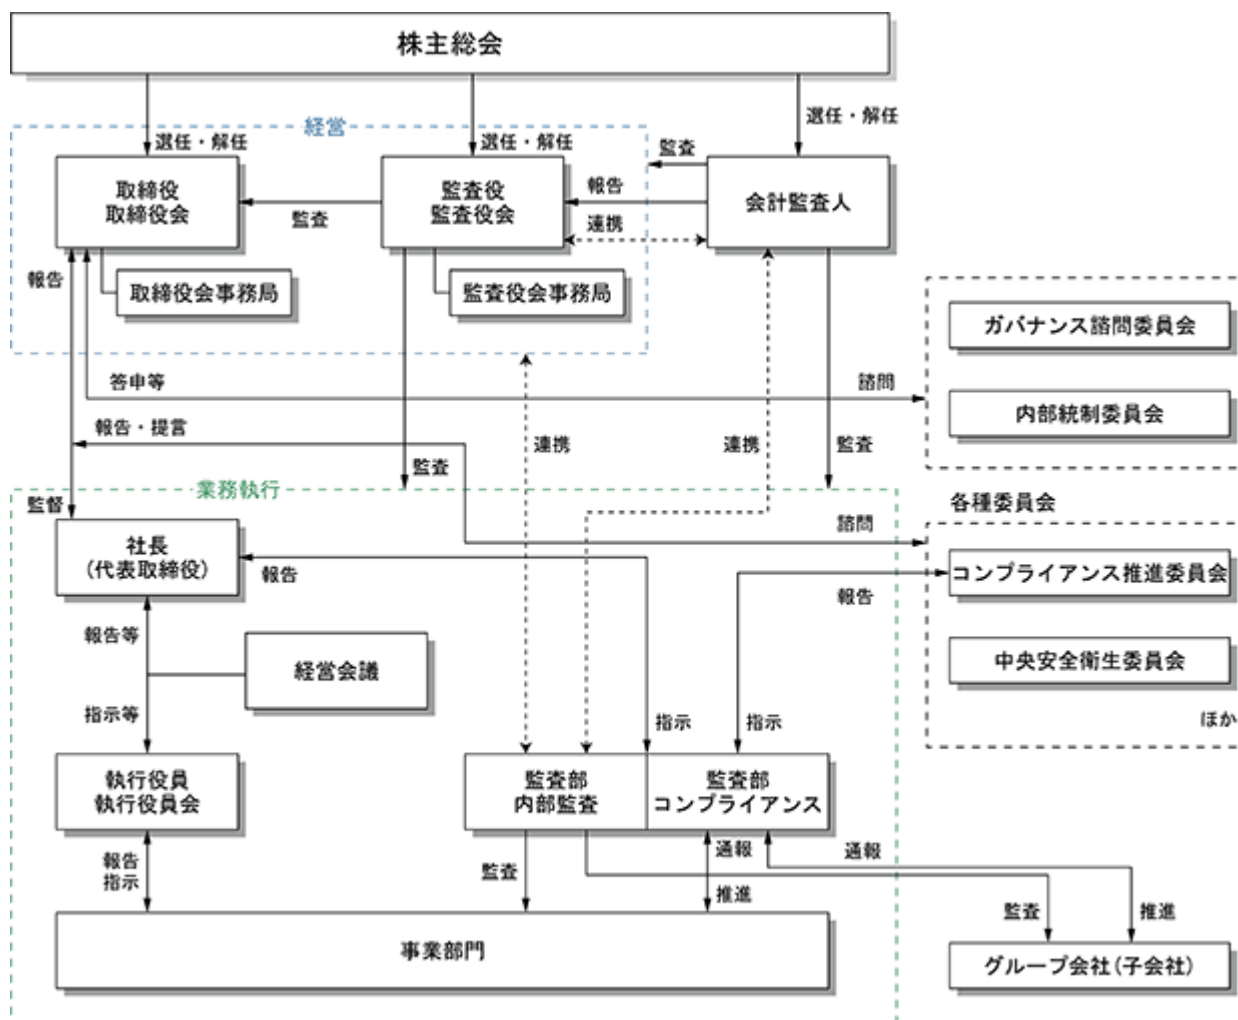 株主総会
選任・解任
選任・解任
選任・解任
経営
取締役
取締役会
監査
監査役
監査役会
監査
報告
連携
会計監査人
報告
取締役会事務局
監査役会事務局
ガバナンス諮問委員会
答申等
諮問
内部統制委員会
報告・提言
連携
連携
監査
監査
業務執行
監督
各種委員会
諮問
社長
(代表取締役)
報告
コンプライアンス推進委員会
報告
報告等
経営会議
中央安全衛生委員会
指示等
指示
指示
ほか
執行役員
執行役員会
監査部
内部監査
監査部
コンプライアンス
報告
指示
監査
通報
推進
通報
監査
推進
事業部門
グループ会社(子会社)